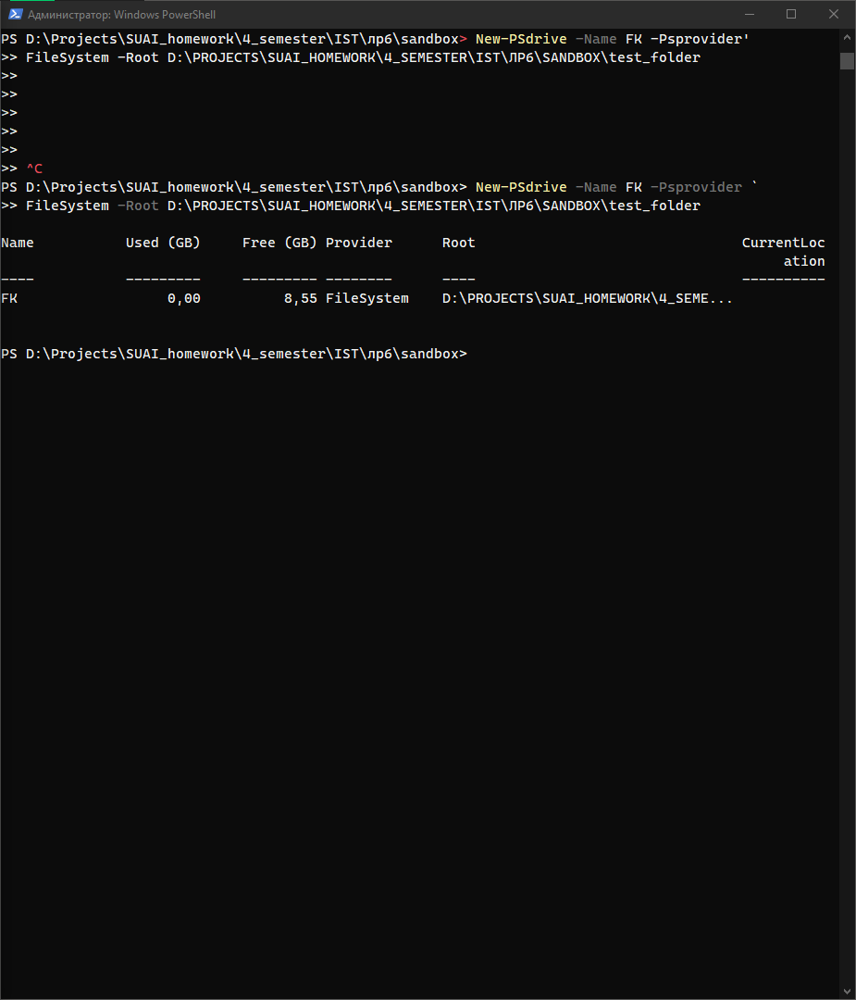 Администратор: Windows PowerShell
PS D:\Projects\SUAI_homework\4_semester\IST\лр6\sandbox> New-PSdrive -Name FK -Psprovider'
>> FileSystem -Root D:\PROJECTS\SUAI_HOMEWORK\4_SEMESTER\IST\ЛР6\SANDBOX\test_folder
>>
>>
>>
>>
>>
>> ^C
PS D:\Projects\SUAI_homework\4_semester\IST\лр6\sandbox> New-PSdrive -Name FK -Psprovider `
>> FileSystem -Root D:\PROJECTS\SUAI_HOMEWORK\4_SEMESTER\IST\ЛР6\SANDBOX\test_folder
Name Used (GB) Free (GB) Provider Root CurrentLoc
ation
---- --------- --------- -------- ---- ----------
FK 0,00 8,55 FileSystem D:\PROJECTS\SUAI_HOMEWORK\4_SEME...
PS D:\Projects\SUAI_homework\4_semester\IST\лр6\sandbox>